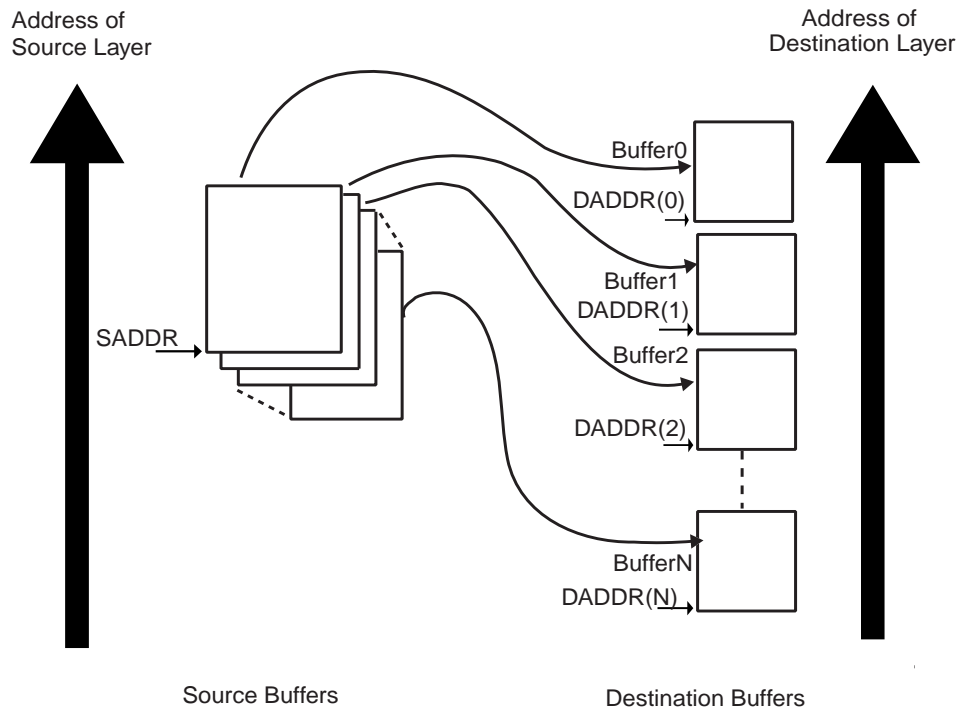 Address of
Source Layer
Address of
Destination Layer
Buffer0
DADDR(0)
Buffer1
DADDR(1)
SADDR
Buffer2
DADDR(2)
BufferN
DADDR(N)
Source Buffers
Destination Buffers